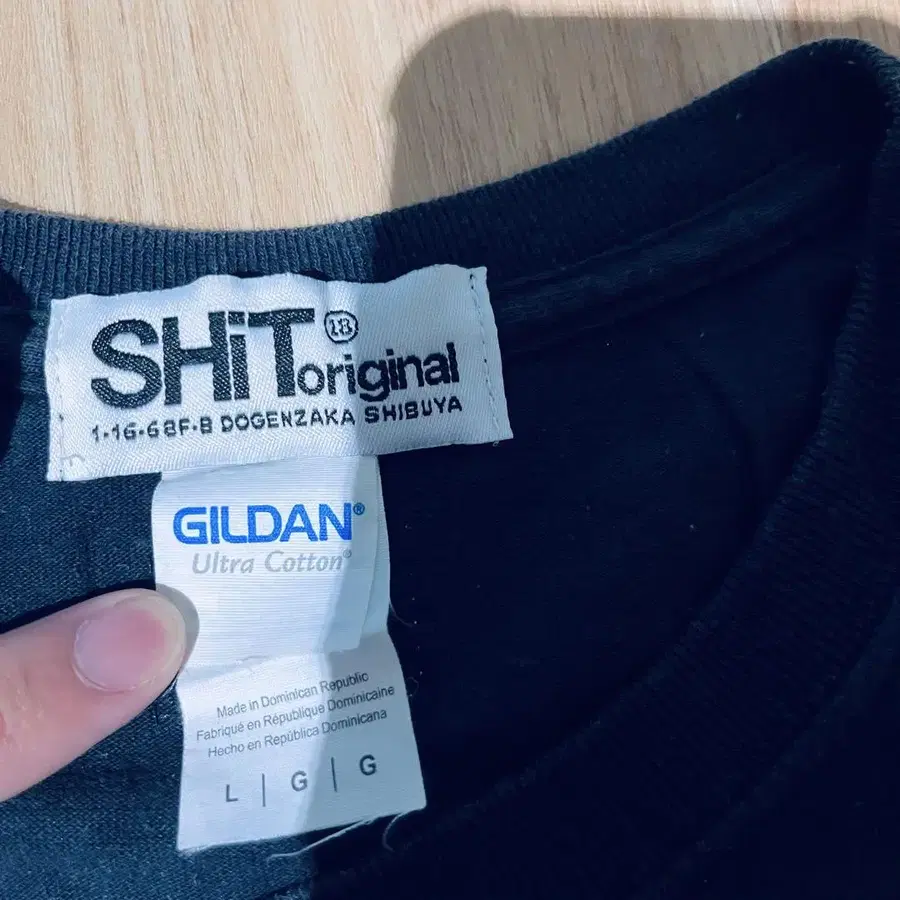 SHiT 18
original
1-16-6 8F-B DOGENZAKA SHIBUYA
GILDAN®
Ultra Cotton®
Made in Dominican Republic
Fabriqué en République Dominicaine
Hecho en República Dominicana
L | G | G